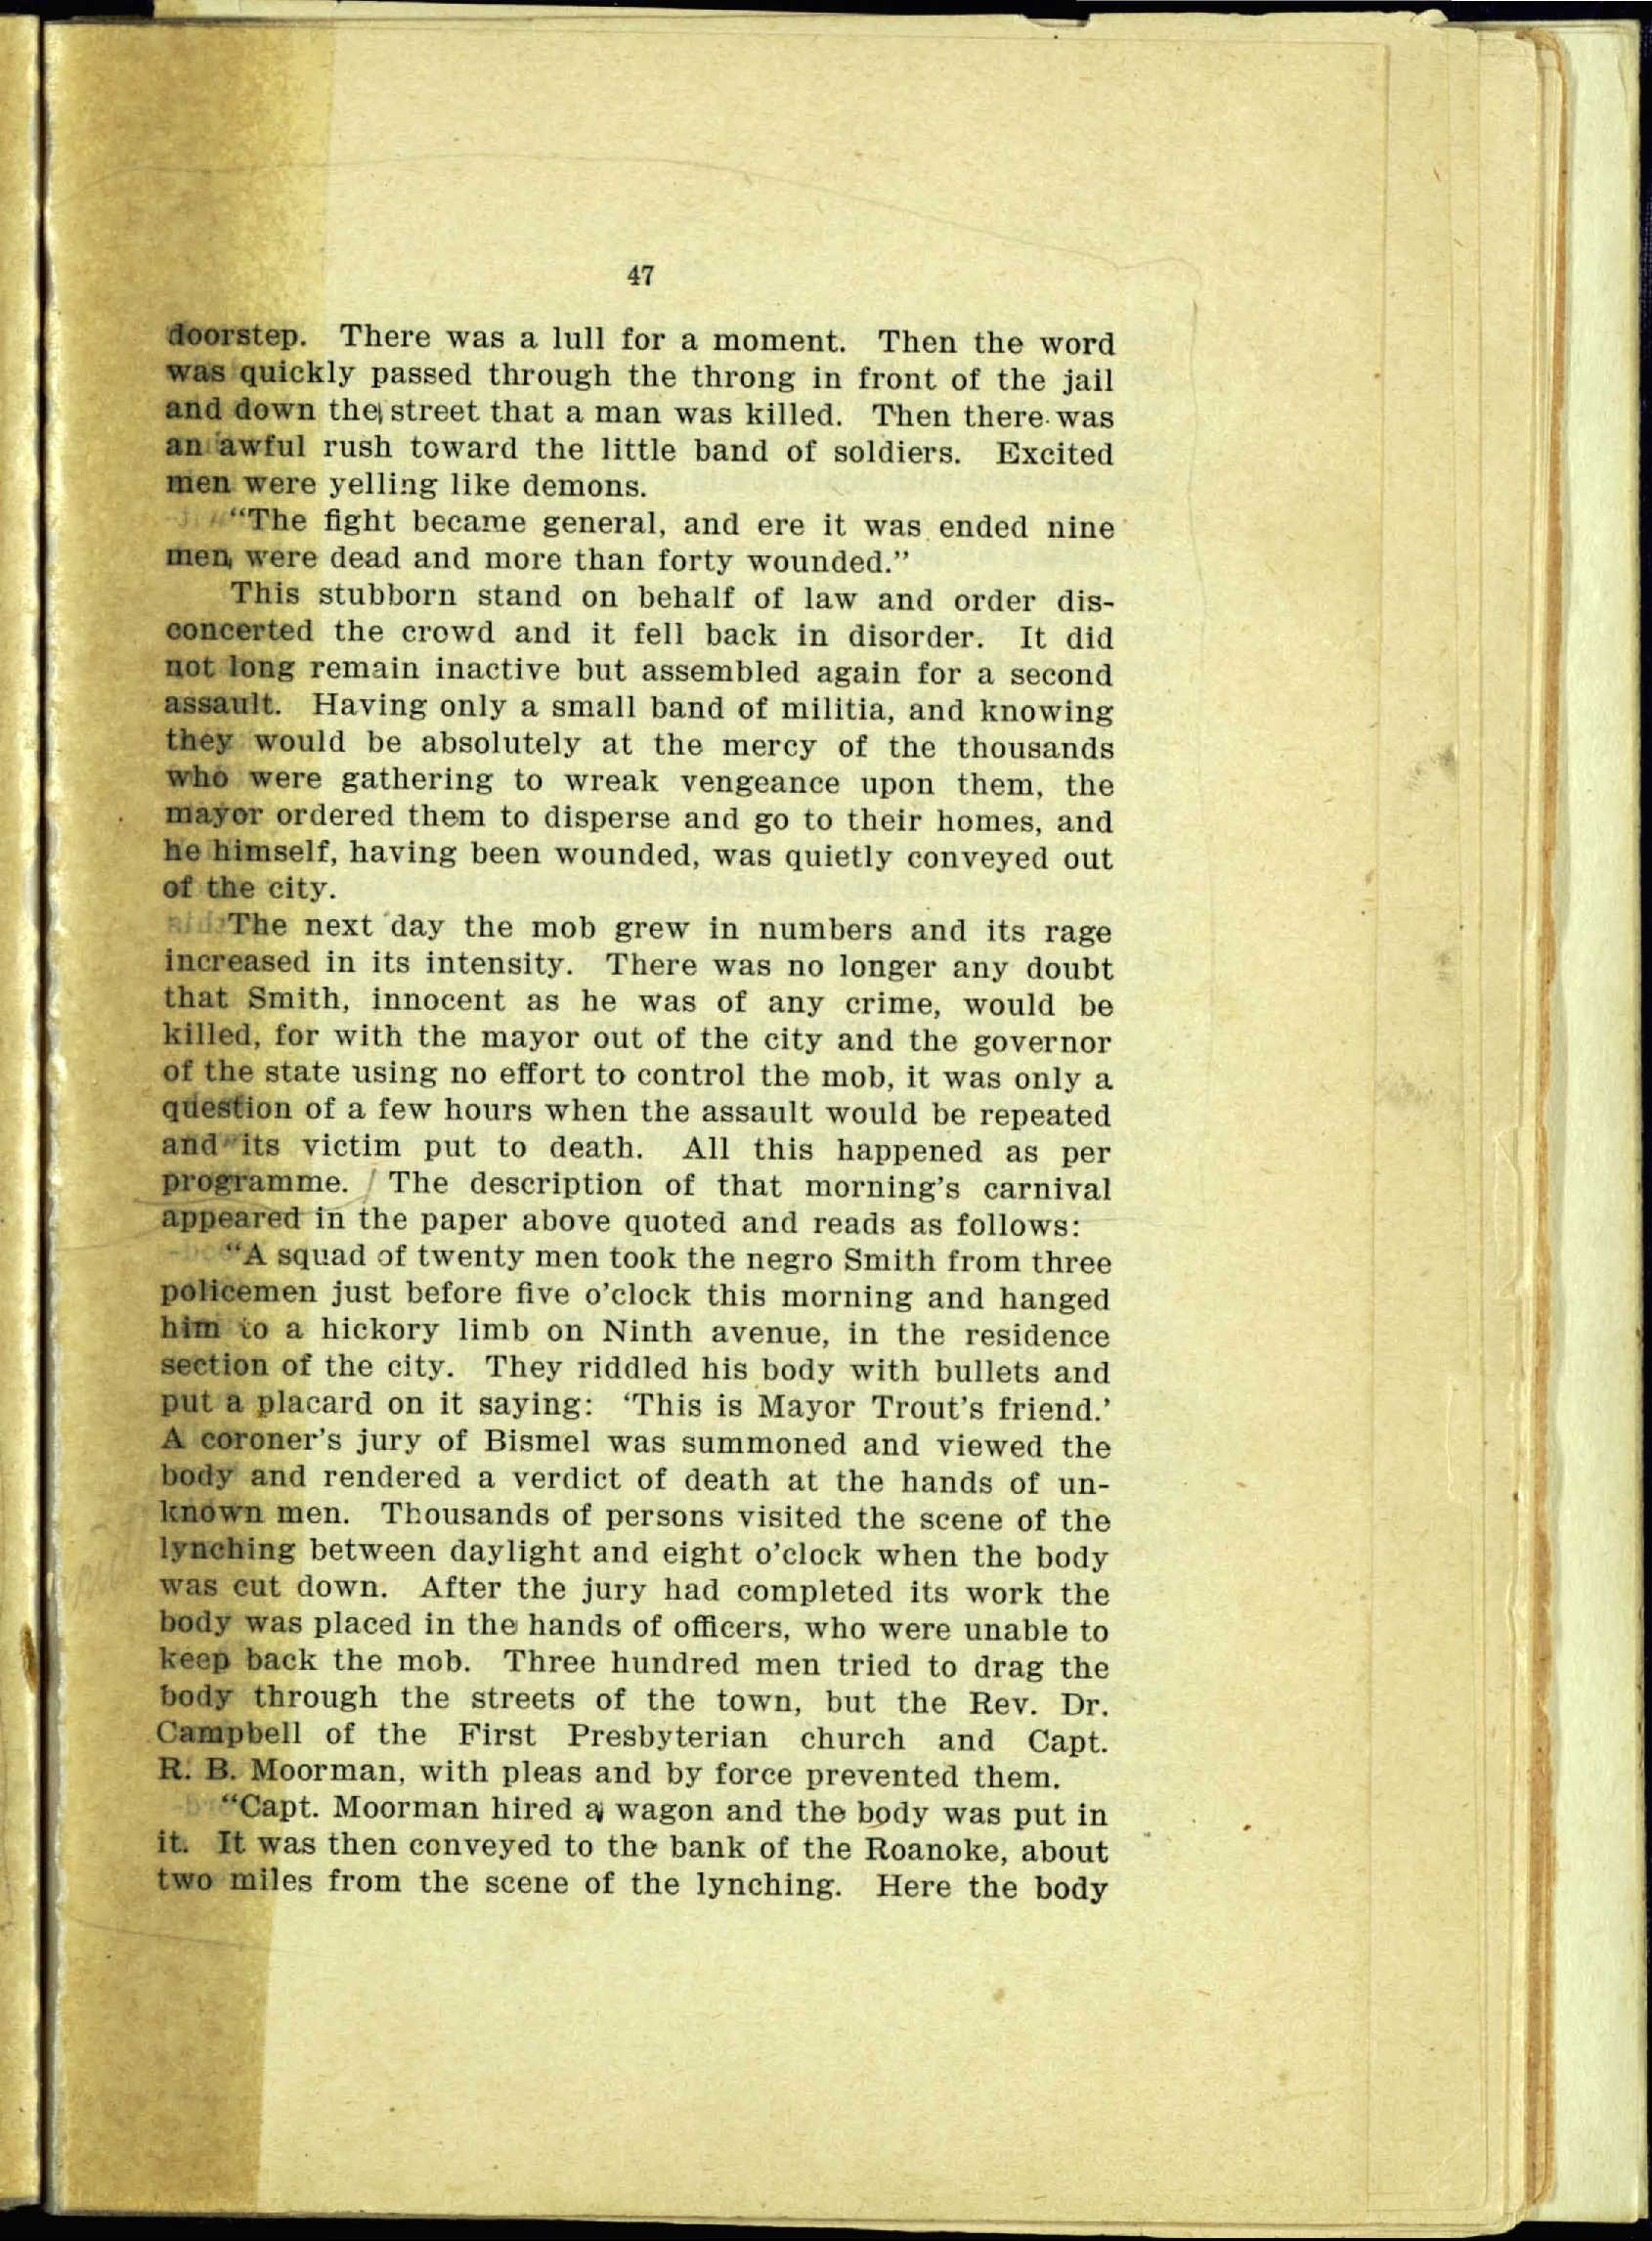 47
doorstep. There was a lull for a moment. Then the word
was quickly passed through the throng in front of the jail
and down the street that a man was killed. Then there was
an awful rush toward the little band of soldiers. Excited
men were yelling like demons.
“The fight became general, and ere it was ended nine
men were dead and more than forty wounded.”
This stubborn stand on behalf of law and order dis-
concerted the crowd and it fell back in disorder. It did
not long remain inactive but assembled again for a second
assault. Having only a small band of militia, and knowing
they would be absolutely at the mercy of the thousands
who were gathering to wreak vengeance upon them, the
mayor ordered them to disperse and go to their homes, and
he himself, having been wounded, was quietly conveyed out
of the city.
The next day the mob grew in numbers and its rage
increased in its intensity. There was no longer any doubt
that Smith, innocent as he was of any crime, would be
killed, for with the mayor out of the city and the governor
of the state using no effort to control the mob, it was only a
question of a few hours when the assault would be repeated
and its victim put to death. All this happened as per
programme. The description of that morning's carnival
appeared in the paper above quoted and reads as follows:
“A squad of twenty men took the negro Smith from three
policemen just before five o'clock this morning and hanged
him to a hickory limb on Ninth avenue, in the residence
section of the city. They riddled his body with bullets and
put a placard on it saying: ‘This is Mayor Trout's friend.’
A coroner's jury of Bismel was summoned and viewed the
body and rendered a verdict of death at the hands of un-
known men. Thousands of persons visited the scene of the
lynching between daylight and eight o'clock when the body
was cut down. After the jury had completed its work the
body was placed in the hands of officers, who were unable to
keep back the mob. Three hundred men tried to drag the
body through the streets of the town, but the Rev. Dr.
Campbell of the First Presbyterian church and Capt.
R. B. Moorman, with pleas and by force prevented them.
“Capt. Moorman hired a wagon and the body was put in
it. It was then conveyed to the bank of the Roanoke, about
two miles from the scene of the lynching. Here the body